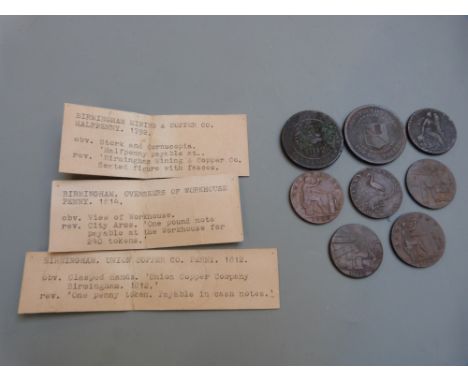 BIRMINGHAM MINING & COPPER CO.
HALFPENNY. 1792.
obv. Stork and Cornucopia.
'Halfpenny payable at.
rev. 'Birmingham Mining & Copper Co.
Seated figure with fasces.
BIRMINGHAM. OVERSEERS OF WORKHOUSE
PENNY. 1814.
obv. View of Workhouse.
rev. City Arms. 'One pound note
payable at the Workhouse for
240 tokens.'
BIRMINGHAM. UNION COPPER CO. PENNY. 1812.
obv. Clasped Hands. 'Union Copper Company
Birmingham. 1812.'
rev. 'One penny token. Payable in cash notes.'